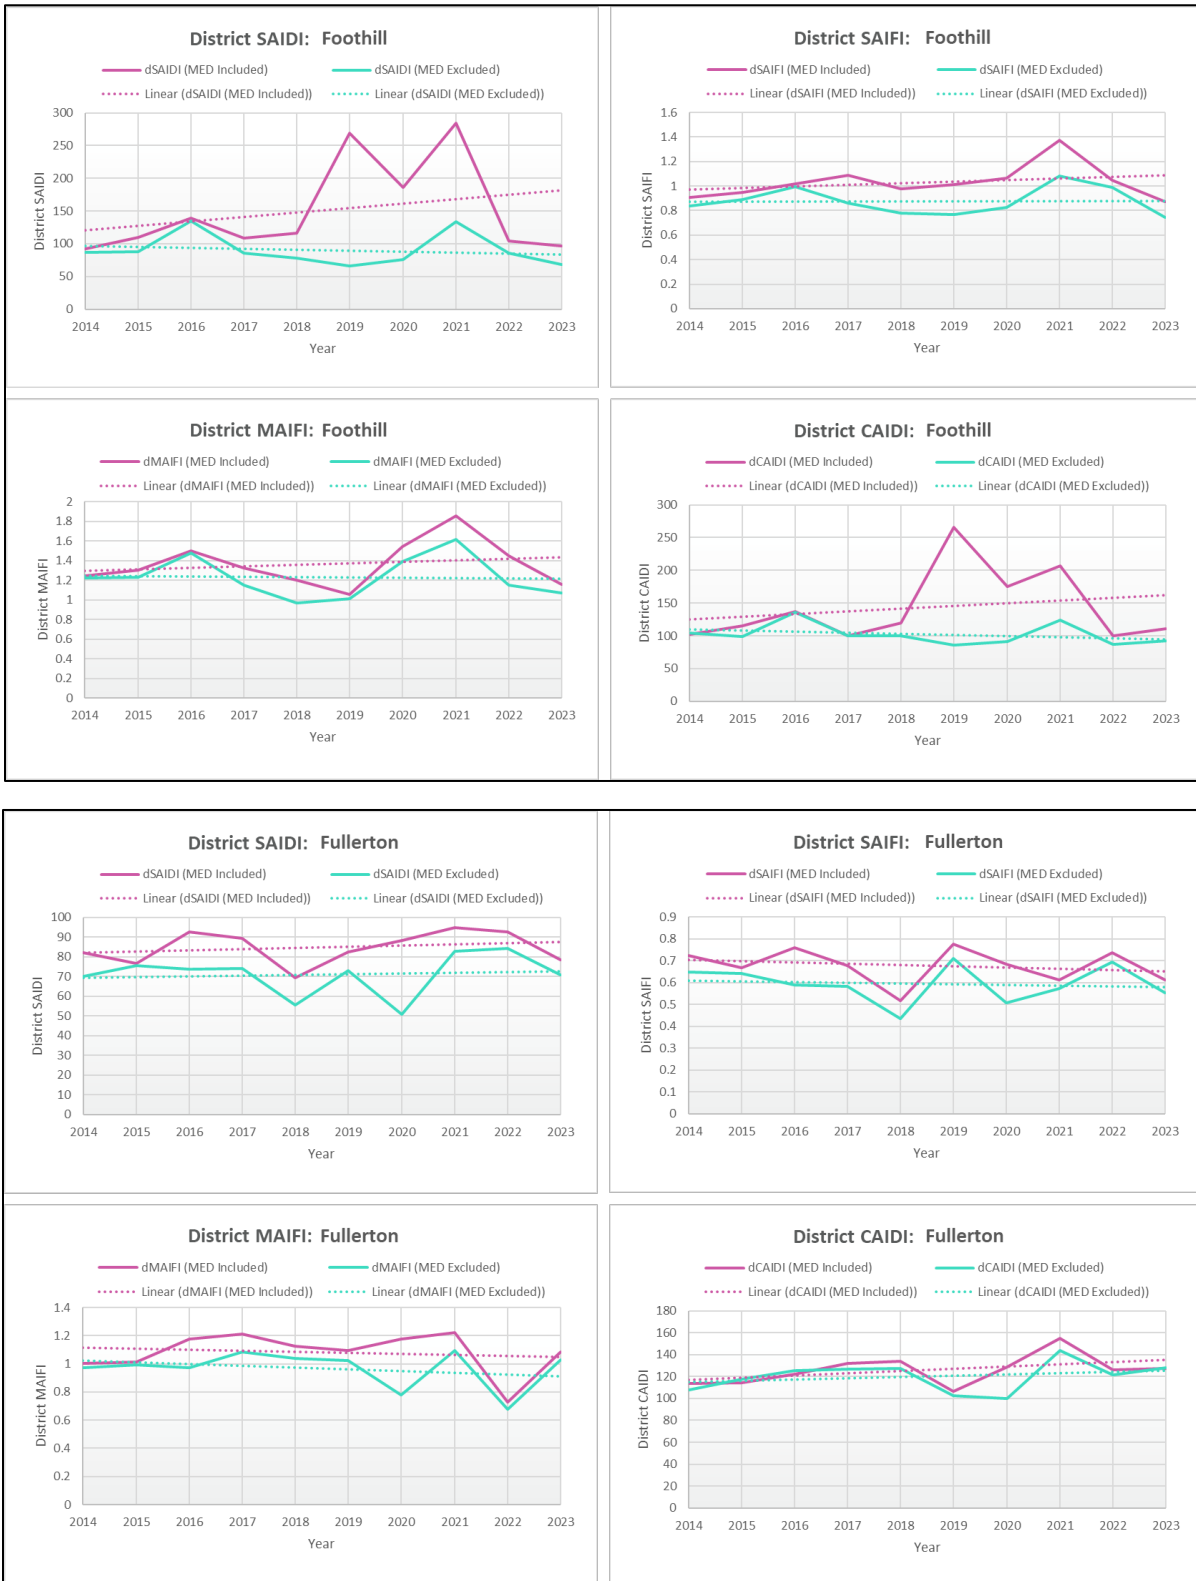 District SAIDI: Foothill
dSAIDI (MED Included)
dSAIDI (MED Excluded)
Linear (dSAIDI (MED Included))
Linear (dSAIDI (MED Excluded))
300
250
200
150
100
50
0
District SAIDI
2014 2015 2016 2017 2018 2019 2020 2021 2022 2023
Year
District SAIFI: Foothill
dSAIFI (MED Included)
dSAIFI (MED Excluded)
Linear (dSAIFI (MED Included))
Linear (dSAIFI (MED Excluded))
1.6
1.4
1.2
1
0.8
0.6
0.4
0.2
0
District SAIFI
2014 2015 2016 2017 2018 2019 2020 2021 2022 2023
Year
District MAIFI: Foothill
dMAIFI (MED Included)
dMAIFI (MED Excluded)
Linear (dMAIFI (MED Included))
Linear (dMAIFI (MED Excluded))
2
1.8
1.6
1.4
1.2
1
0.8
0.6
0.4
0.2
0
District MAIFI
2014 2015 2016 2017 2018 2019 2020 2021 2022 2023
Year
District CAIDI: Foothill
dCAIDI (MED Included)
dCAIDI (MED Excluded)
Linear (dCAIDI (MED Included))
Linear (dCAIDI (MED Excluded))
300
250
200
150
100
50
0
District CAIDI
2014 2015 2016 2017 2018 2019 2020 2021 2022 2023
Year
District SAIDI: Fullerton
dSAIDI (MED Included)
dSAIDI (MED Excluded)
Linear (dSAIDI (MED Included))
Linear (dSAIDI (MED Excluded))
100
90
80
70
60
50
40
30
20
10
0
District SAIDI
2014 2015 2016 2017 2018 2019 2020 2021 2022 2023
Year
District SAIFI: Fullerton
dSAIFI (MED Included)
dSAIFI (MED Excluded)
Linear (dSAIFI (MED Included))
Linear (dSAIFI (MED Excluded))
0.9
0.8
0.7
0.6
0.5
0.4
0.3
0.2
0.1
0
District SAIFI
2014 2015 2016 2017 2018 2019 2020 2021 2022 2023
Year
District MAIFI: Fullerton
dMAIFI (MED Included)
dMAIFI (MED Excluded)
Linear (dMAIFI (MED Included))
Linear (dMAIFI (MED Excluded))
1.4
1.2
1
0.8
0.6
0.4
0.2
0
District MAIFI
2014 2015 2016 2017 2018 2019 2020 2021 2022 2023
Year
District CAIDI: Fullerton
dCAIDI (MED Included)
dCAIDI (MED Excluded)
Linear (dCAIDI (MED Included))
Linear (dCAIDI (MED Excluded))
180
160
140
120
100
80
60
40
20
0
District CAIDI
2014 2015 2016 2017 2018 2019 2020 2021 2022 2023
Year